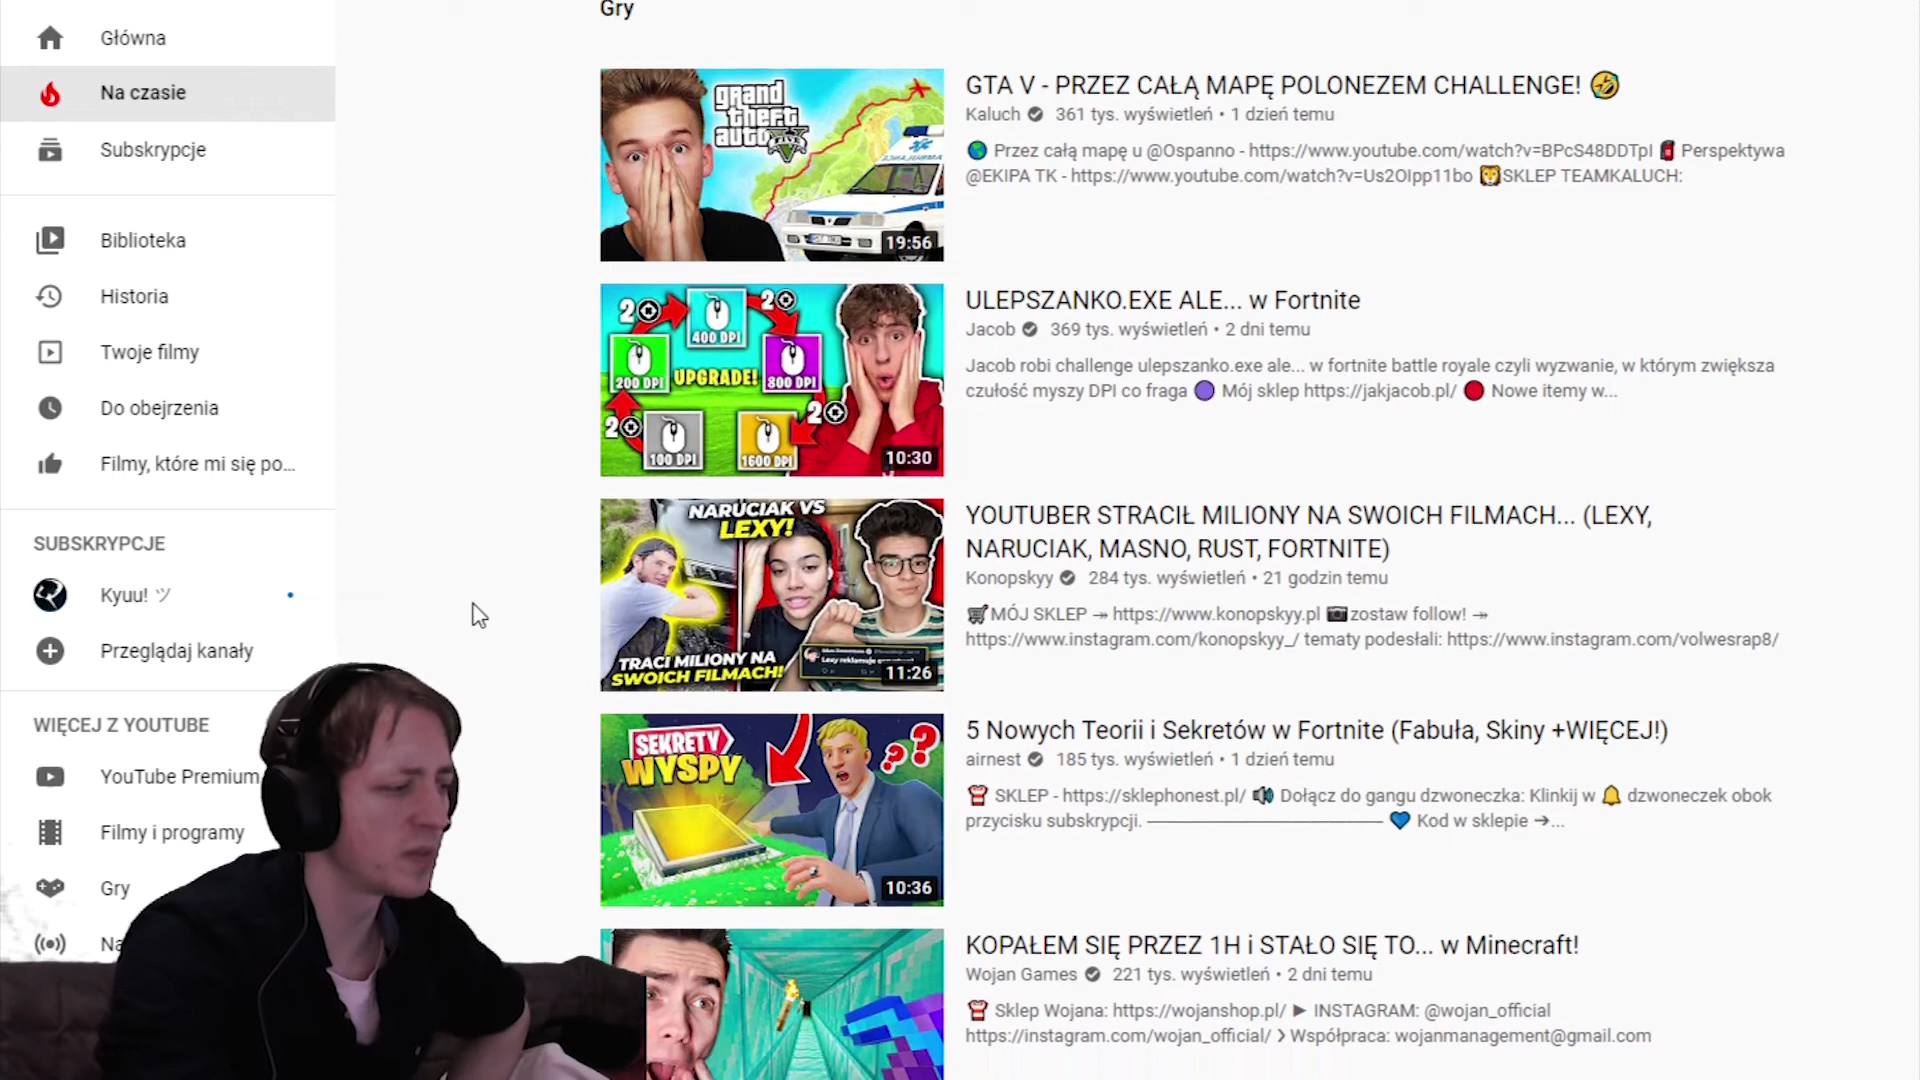 Gry
Główna
Na czasie
Subskrypcje
Biblioteka
Historia
Twoje filmy
Do obejrzenia
Filmy, które mi się po...
SUBSKRYPCJE
Kyuu! ツ
Przeglądaj kanały
WIĘCEJ Z YOUTUBE
YouTube Premium
Filmy i programy
Gry
Na
grand
theft
auto
V
AMBULANS
19:56
GTA V - PRZEZ CAŁĄ MAPĘ POLONEZEM CHALLENGE! 🤣
Kaluch 361 tys. wyświetleń • 1 dzień temu
🌎 Przez całą mapę u @Ospanno - https://www.youtube.com/watch?v=BPcS48DDTpI 🧧 Perspektywa
@EKIPA TK - https://www.youtube.com/watch?v=Us2OIpp11bo 🦁SKLEP TEAMKALUCH:
2
400 DPI
2
200 DPI
UPGRADE!
800 DPI
2
100 DPI
1600 DPI
2
10:30
ULEPSZANKO.EXE ALE... w Fortnite
Jacob 369 tys. wyświetleń • 2 dni temu
Jacob robi challenge ulepszanko.exe ale... w fortnite battle royale czyli wyzwanie, w którym zwiększa
czułość myszy DPI co fraga 🟣 Mój sklep https://jakjacob.pl/ 🔴 Nowe itemy w...
NARUCIAK VS
LEXY!
TRACI MILIONY NA
SWOICH FILMACH!
11:26
YOUTUBER STRACIŁ MILIONY NA SWOICH FILMACH... (LEXY,
NARUCIAK, MASNO, RUST, FORTNITE)
Konopskyy 284 tys. wyświetleń • 21 godzin temu
🛒MÓJ SKLEP ↠ https://www.konopskyy.pl 📷zostaw follow! ↠
https://www.instagram.com/konopskyy_/ tematy podesłali: https://www.instagram.com/volwesrap8/
SEKRETY
WYSPY
??
10:36
5 Nowych Teorii i Sekretów w Fortnite (Fabuła, Skiny +WIĘCEJ!)
airnest 185 tys. wyświetleń • 1 dzień temu
👚 SKLEP - https://sklephonest.pl/ 🔊 Dołącz do gangu dzwoneczka: Klinkij w 🔔 dzwoneczek obok
przycisku subskrypcji. ————————————— 💙 Kod w sklepie ➔...
KOPAŁEM SIĘ PRZEZ 1H i STAŁO SIĘ TO... w Minecraft!
Wojan Games 221 tys. wyświetleń • 2 dni temu
👚 Sklep Wojana: https://wojanshop.pl/ ► INSTAGRAM: @wojan_official
https://instagram.com/wojan_official/ ❯ Współpraca: wojanmanagement@gmail.com